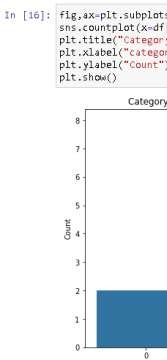 In [16]: fig,ax=plt.subplots
sns.countplot(x=df
plt.title("Category
plt.xlabel("categor
plt.ylabel("Count")
plt.show()
Category
8
7
6
5
4
3
2
1
0
Count
0